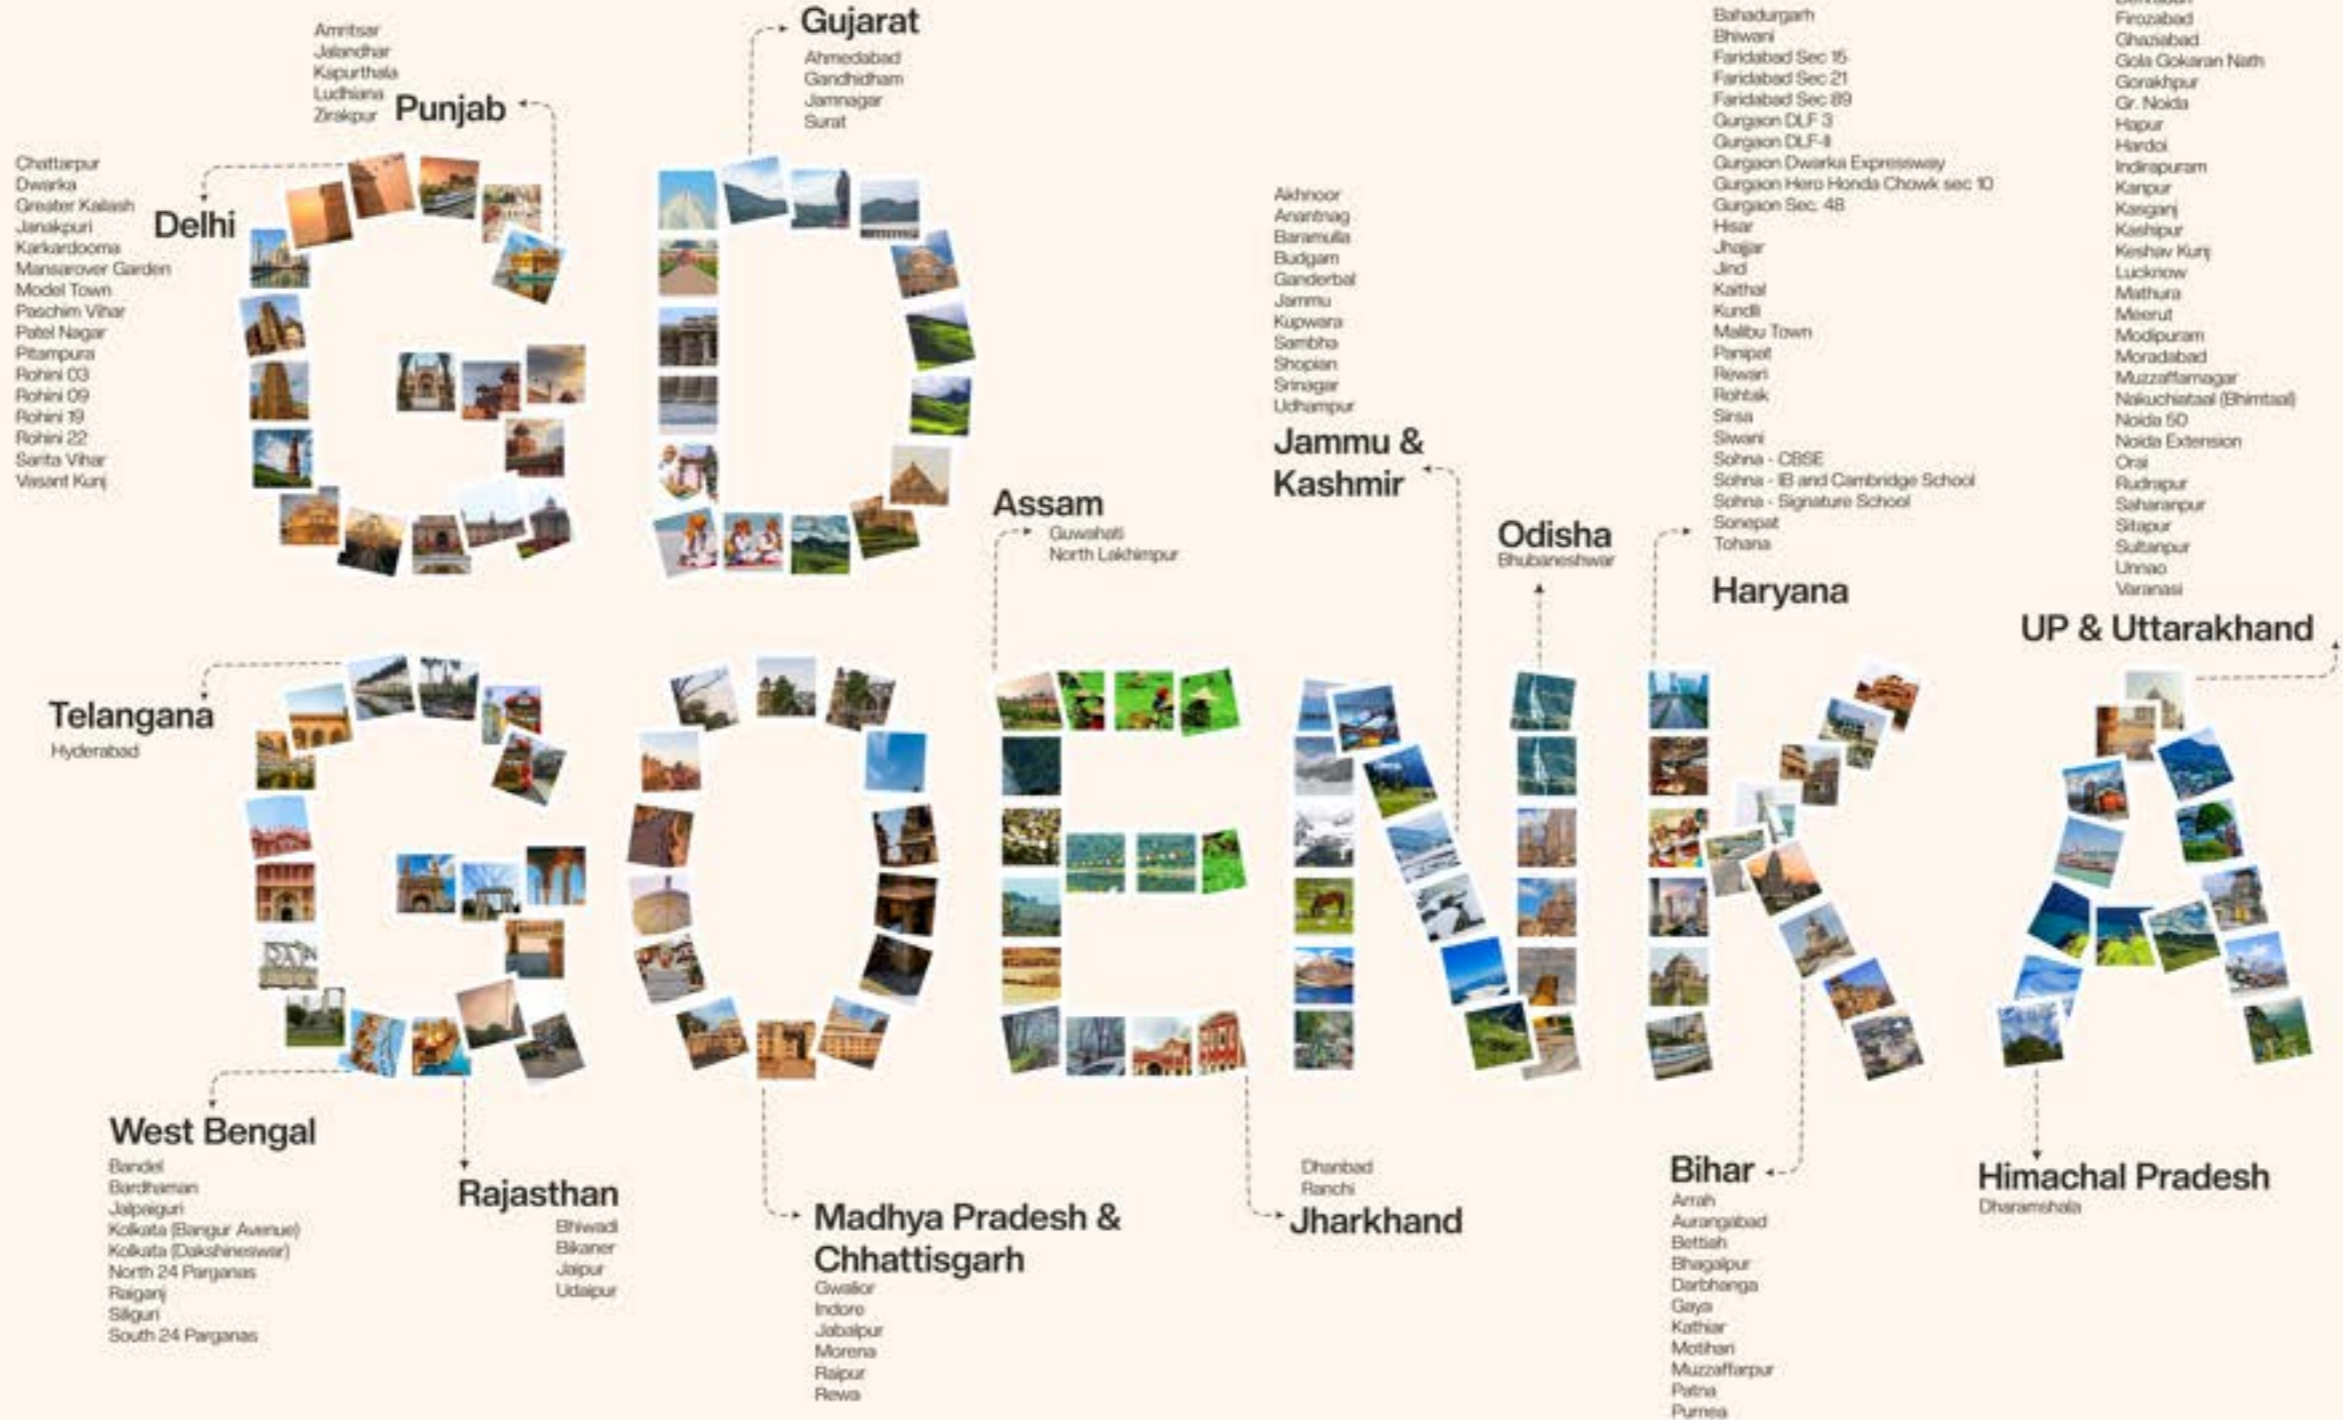 Amritsar
Jalandhar
Kapurthala
Ludhiana
Zirakpur
Punjab
Gujarat
Ahmedabad
Gandhidham
Jamnagar
Surat
Chattarpur
Dwarka
Greater Kailash
Janakpuri
Karkardooma
Mansarover Garden
Model Town
Paschim Vihar
Patel Nagar
Pitampura
Rohini 03
Rohini 09
Rohini 19
Rohini 22
Sarita Vihar
Vasant Kunj
Delhi
Akhnoor
Anantnag
Baramulla
Budgam
Ganderbal
Jammu
Kupwara
Sambha
Shopian
Srinagar
Udhampur
Jammu &
Kashmir
Assam
Guwahati
North Lakhimpur
Odisha
Bhubaneshwar
Bahadurgarh
Bhiwani
Faridabad Sec 15
Faridabad Sec 21
Faridabad Sec 89
Gurgaon DLF 3
Gurgaon DLF-II
Gurgaon Dwarka Expressway
Gurgaon Hero Honda Chowk sec 10
Gurgaon Sec. 48
Hisar
Jhajjar
Jind
Kaithal
Kundli
Malibu Town
Panipat
Rewari
Rohtak
Sirsa
Siwani
Sohna - CBSE
Sohna - IB and Cambridge School
Sohna - Signature School
Sonepat
Tohana
Haryana
Firozabad
Ghaziabad
Gola Gokaran Nath
Gorakhpur
Gr. Noida
Hapur
Hardoi
Indirapuram
Kanpur
Kasganj
Kashipur
Keshav Kunj
Lucknow
Mathura
Meerut
Modipuram
Moradabad
Muzzaffarnagar
Nakuchiataal (Bhimtaal)
Noida 50
Noida Extension
Orai
Rudrapur
Saharanpur
Sitapur
Sultanpur
Unnao
Varanasi
UP & Uttarakhand
GD
GOENKA
Telangana
Hyderabad
West Bengal
Bandel
Bardhaman
Jalpaiguri
Kolkata (Bangur Avenue)
Kolkata (Dakshineswar)
North 24 Parganas
Raiganj
Siliguri
South 24 Parganas
Rajasthan
Bhiwadi
Bikaner
Jaipur
Udaipur
Madhya Pradesh &
Chhattisgarh
Gwalior
Indore
Jabalpur
Morena
Raipur
Rewa
Dhanbad
Ranchi
Jharkhand
Bihar
Arrah
Aurangabad
Bettiah
Bhagalpur
Darbhanga
Gaya
Kathiar
Motihari
Muzzaffarpur
Patna
Purnea
Himachal Pradesh
Dharamshala